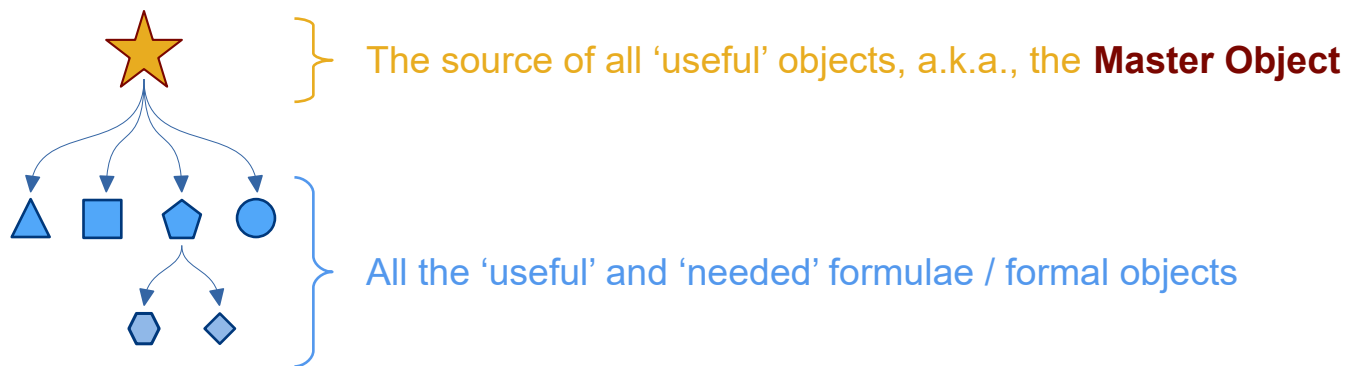 The source of all ‘useful’ objects, a.k.a., the Master Object
All the ‘useful’ and ‘needed’ formulae / formal objects